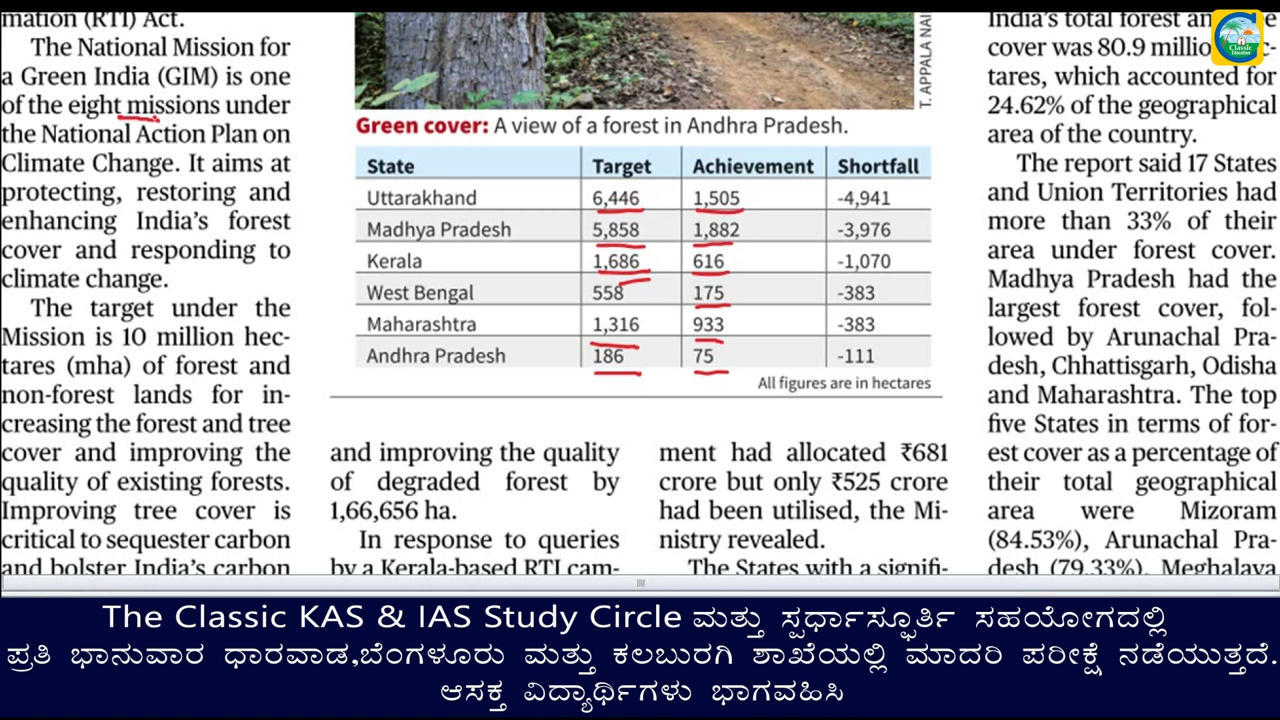 mation (RTI) Act.
The National Mission for
a Green India (GIM) is one
of the eight missions under
the National Action Plan on
Climate Change. It aims at
protecting, restoring and
enhancing India's forest
cover and responding to
climate change.
The target under the
Mission is 10 million hec-
tares (mha) of forest and
non-forest lands for in-
creasing the forest and tree
cover and improving the
quality of existing forests.
Improving tree cover is
critical to sequester carbon
and bolster India's carbon
T. APPALA NAI
Green cover: A view of a forest in Andhra Pradesh.
State Target Achievement Shortfall
Uttarakhand 6,446 1,505 -4,941
Madhya Pradesh 5,858 1,882 -3,976
Kerala 1,686 616 -1,070
West Bengal 558 175 -383
Maharashtra 1,316 933 -383
Andhra Pradesh 186 75 -111
All figures are in hectares
and improving the quality
of degraded forest by
1,66,656 ha.
In response to queries
by a Kerala-based RTI cam-
ment had allocated ₹681
crore but only ₹525 crore
had been utilised, the Mi-
nistry revealed.
The States with a signifi-
India's total forest an
cover was 80.9 millio
tares, which accounted for
24.62% of the geographical
area of the country.
The report said 17 States
and Union Territories had
more than 33% of their
area under forest cover.
Madhya Pradesh had the
largest forest cover, fol-
lowed by Arunachal Pra-
desh, Chhattisgarh, Odisha
and Maharashtra. The top
five States in terms of for-
est cover as a percentage of
their total geographical
area were Mizoram
(84.53%), Arunachal Pra-
desh (79.33%), Meghalaya
Classic
Education
The Classic KAS & IAS Study Circle ಮತ್ತು ಸ್ಪರ್ಧಾಸ್ಫೂರ್ತಿ ಸಹಯೋಗದಲ್ಲಿ
ಪ್ರತಿ ಭಾನುವಾರ ಧಾರವಾಡ,ಬೆಂಗಳೂರು ಮತ್ತು ಕಲಬುರಗಿ ಶಾಖೆಯಲ್ಲಿ ಮಾದರಿ ಪರೀಕ್ಷೆ ನಡೆಯುತ್ತದೆ.
ಆಸಕ್ತ ವಿದ್ಯಾರ್ಥಿಗಳು ಭಾಗವಹಿಸಿ